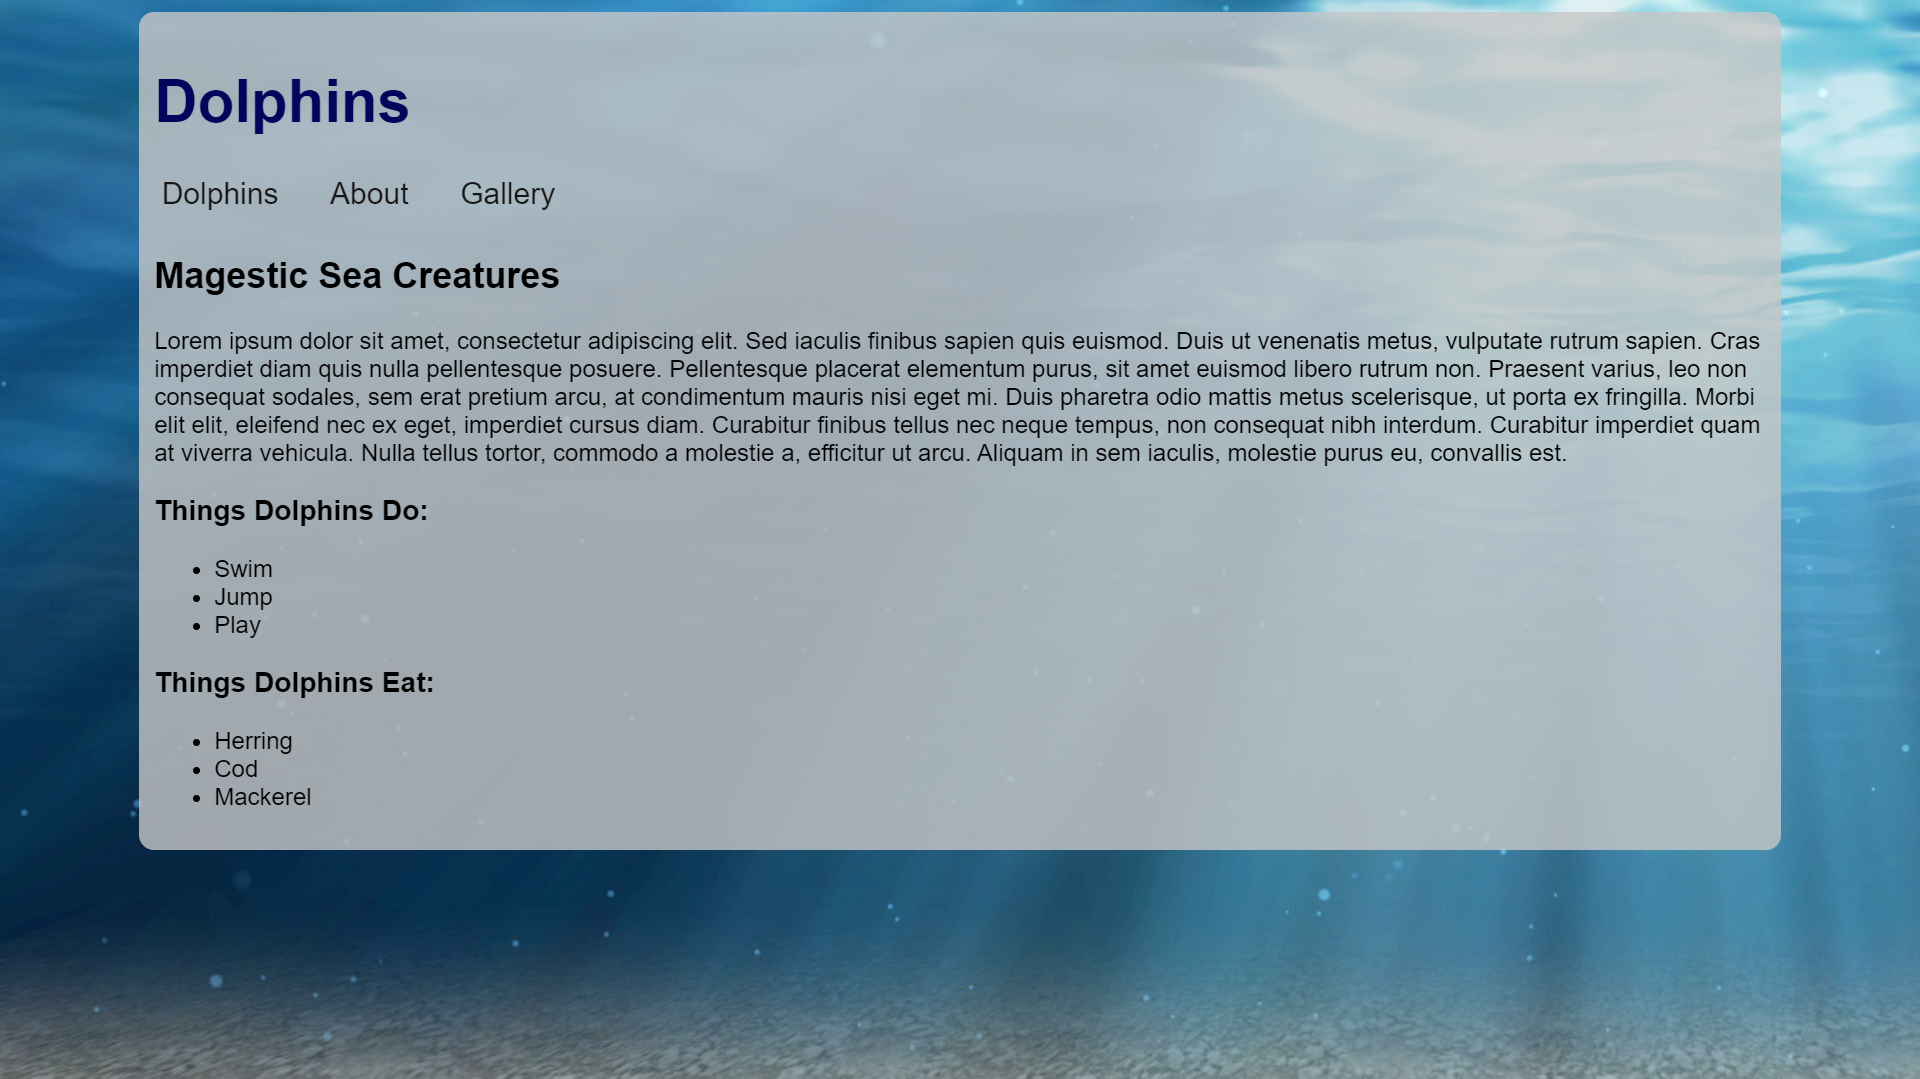 Dolphins
Dolphins About Gallery
Magestic Sea Creatures
Lorem ipsum dolor sit amet, consectetur adipiscing elit. Sed iaculis finibus sapien quis euismod. Duis ut venenatis metus, vulputate rutrum sapien. Cras
imperdiet diam quis nulla pellentesque posuere. Pellentesque placerat elementum purus, sit amet euismod libero rutrum non. Praesent varius, leo non
consequat sodales, sem erat pretium arcu, at condimentum mauris nisi eget mi. Duis pharetra odio mattis metus scelerisque, ut porta ex fringilla. Morbi
elit elit, eleifend nec ex eget, imperdiet cursus diam. Curabitur finibus tellus nec neque tempus, non consequat nibh interdum. Curabitur imperdiet quam
at viverra vehicula. Nulla tellus tortor, commodo a molestie a, efficitur ut arcu. Aliquam in sem iaculis, molestie purus eu, convallis est.
Things Dolphins Do:
• Swim
• Jump
• Play
Things Dolphins Eat:
• Herring
• Cod
• Mackerel